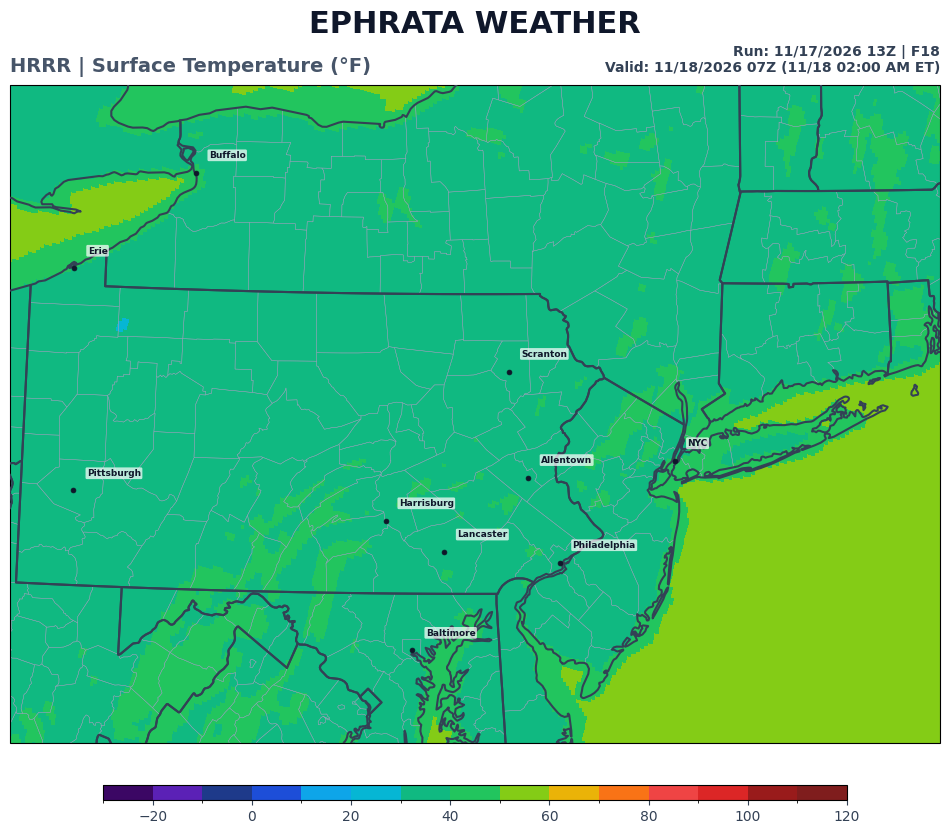 EPHRATA WEATHER
HRRR | Surface Temperature (°F)
Run: 11/17/2026 13Z | F18
Valid: 11/18/2026 07Z (11/18 02:00 AM ET)
Buffalo
Erie
Scranton
NYC
Allentown
Pittsburgh
Harrisburg
Lancaster
Philadelphia
Baltimore
−20 0 20 40 60 80 100 120